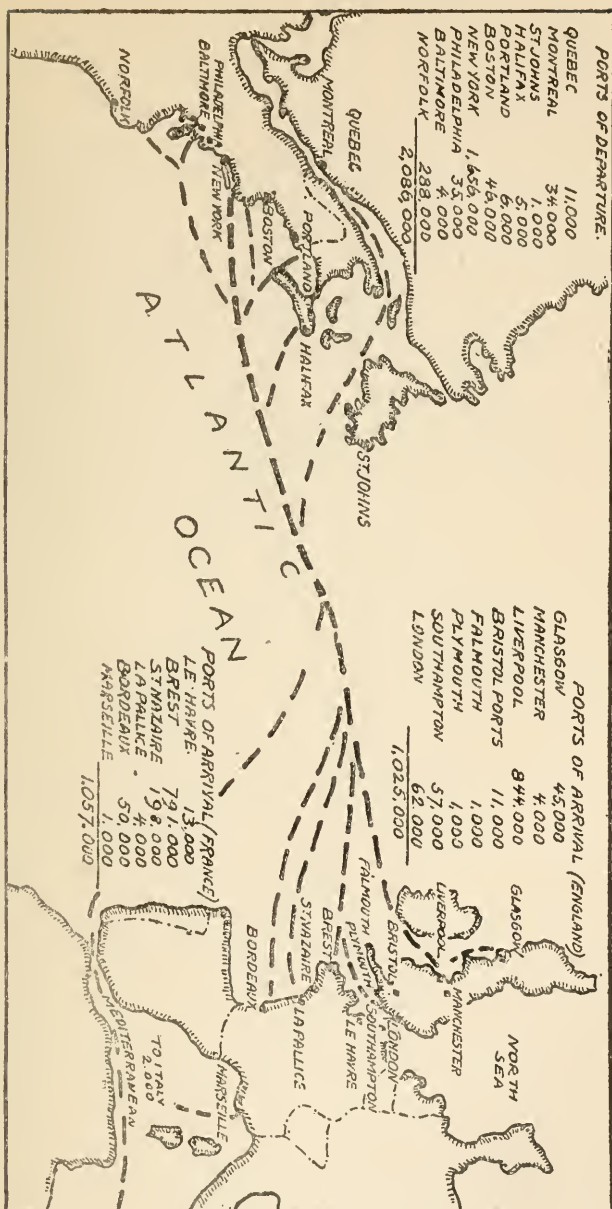 PORTS OF DEPARTURE.
QUEBEC 11,000
MONTREAL 34,000
ST JOHNS 1,000
HALIFAX 5,000
PORTLAND 6,000
BOSTON 46,000
NEW YORK 1,656,000
PHILADELPHIA 35,000
BALTIMORE 4,000
NORFOLK 288,000
2,086,000
PORTS OF ARRIVAL (ENGLAND)
GLASGOW 45,000
MANCHESTER 4,000
LIVERPOOL 844,000
BRISTOL PORTS 11,000
FALMOUTH 1,000
PLYMOUTH 1,000
SOUTHAMPTON 57,000
LONDON 62,000
1,025,000
PORTS OF ARRIVAL (FRANCE)
LE HAVRE. 13,000
BREST 791.000
ST NAZAIRE 198,000
LA PALLICE . 4,000
BORDEAUX. 50,000
MARSEILLE 1.000
1.057.000
QUEBEC
MONTREAL
ST. JOHNS
PORTLAND
HALIFAX
BOSTON
NEW YORK
PHILADELPHIA
BALTIMORE
NORFOLK
ATLANTIC
OCEAN
NORTH
SEA
GLASGOW
LIVERPOOL
MANCHESTER
BRISTOL
LONDON
FALMOUTH
PLYMOUTH
SOUTHAMPTON
BREST
LE HAVRE
ST. NAZAIRE
LA PALLICE
BORDEAUX
MARSEILLE
TO ITALY
2.000
MEDITERRANEAN